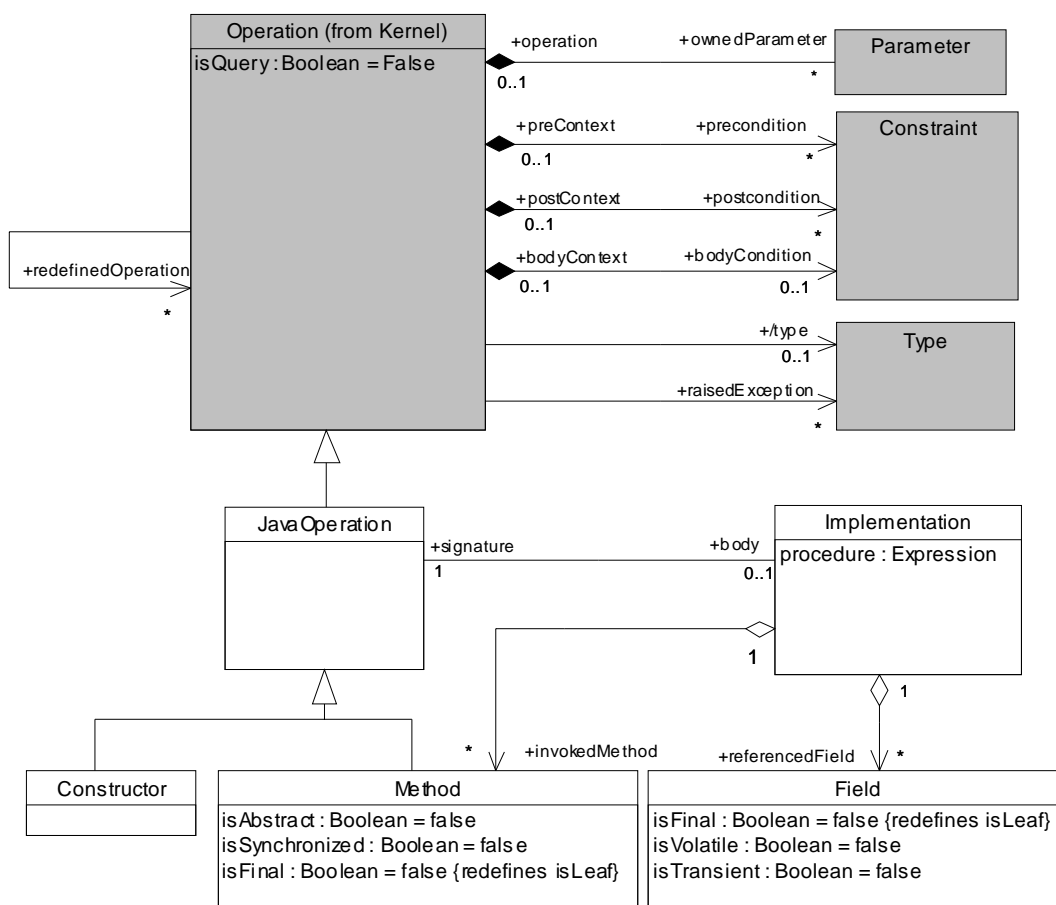 Operation (from Kernel)
isQuery : Boolean = False
+operation
0..1
+ownedParameter
*
Parameter
+preContext
0..1
+precondition
*
Constraint
+postContext
0..1
+postcondition
*
+bodyContext
0..1
+bodyCondition
0..1
+redefinedOperation
*
+/type
0..1
Type
+raisedException
*
JavaOperation
+signature
1
+body
0..1
Implementation
procedure : Expression
1
1
*
+invokedMethod
+referencedField
*
Constructor
Method
isAbstract : Boolean = false
isSynchronized : Boolean = false
isFinal : Boolean = false {redefines isLeaf}
Field
isFinal : Boolean = false {redefines isLeaf}
isVolatile : Boolean = false
isTransient : Boolean = false